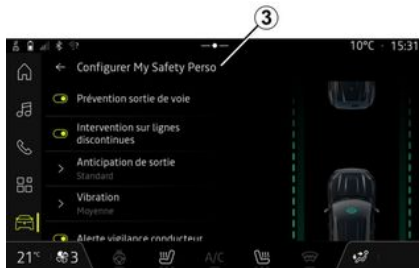 3
10°C · 15:31
← Configurer My Safety Perso
Prévention sortie de voie
Intervention sur lignes
discontinues
Anticipation de sortie
Standard
Vibration
Moyenne
Alerte vigilance conducteur
21°C 3 A/C